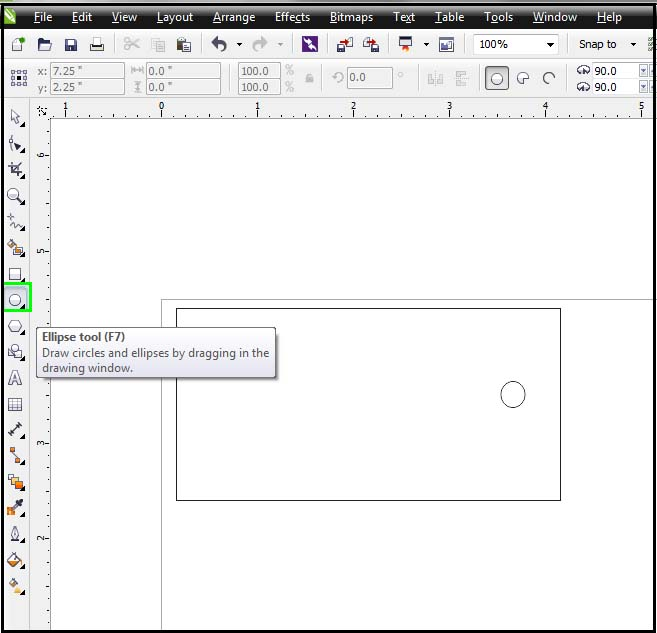 File Edit View Layout Arrange Effects Bitmaps Text Table Tools Window Help
100% Snap to
x: 7.25 " 0.0 " 100.0 % 0.0 ° 90.0
y: 2.25 " 0.0 " 100.0 % 90.0
1 0 1 2 3 4 5
6
5
Ellipse tool (F7)
Draw circles and ellipses by dragging in the
drawing window.
3
2